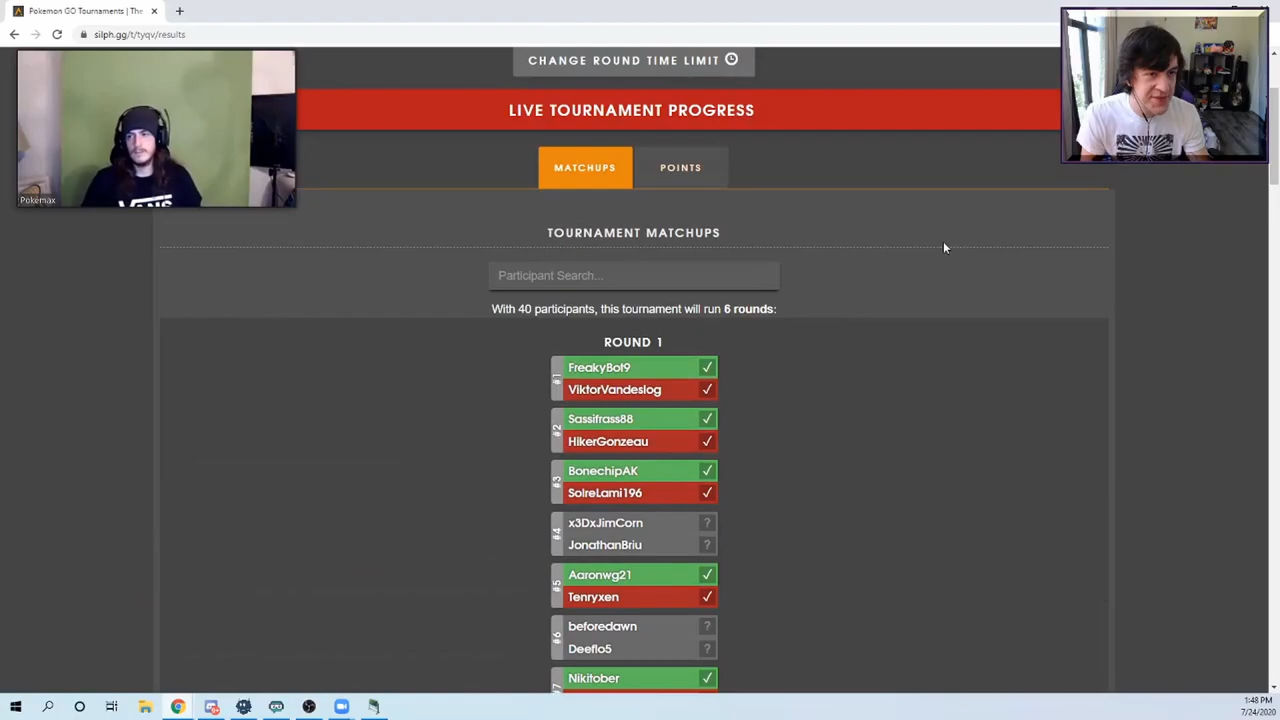 Pokemon GO Tournaments | The
silph.gg/t/tyqv/results
CHANGE ROUND TIME LIMIT
LIVE TOURNAMENT PROGRESS
MATCHUPS
POINTS
Pokemax
VANS
TOURNAMENT MATCHUPS
Participant Search...
With 40 participants, this tournament will run 6 rounds:
ROUND 1
#1
FreakyBot9
ViktorVandeslog
#2
Sassifrass88
HikerGonzeau
#3
BonechipAK
SolreLami196
#4
x3DxJimCorn ?
JonathanBriu ?
#5
Aaronwg21
Tenryxen
#6
beforedawn ?
Deeflo5 ?
#7
Nikitober
1:48 PM
7/24/2020